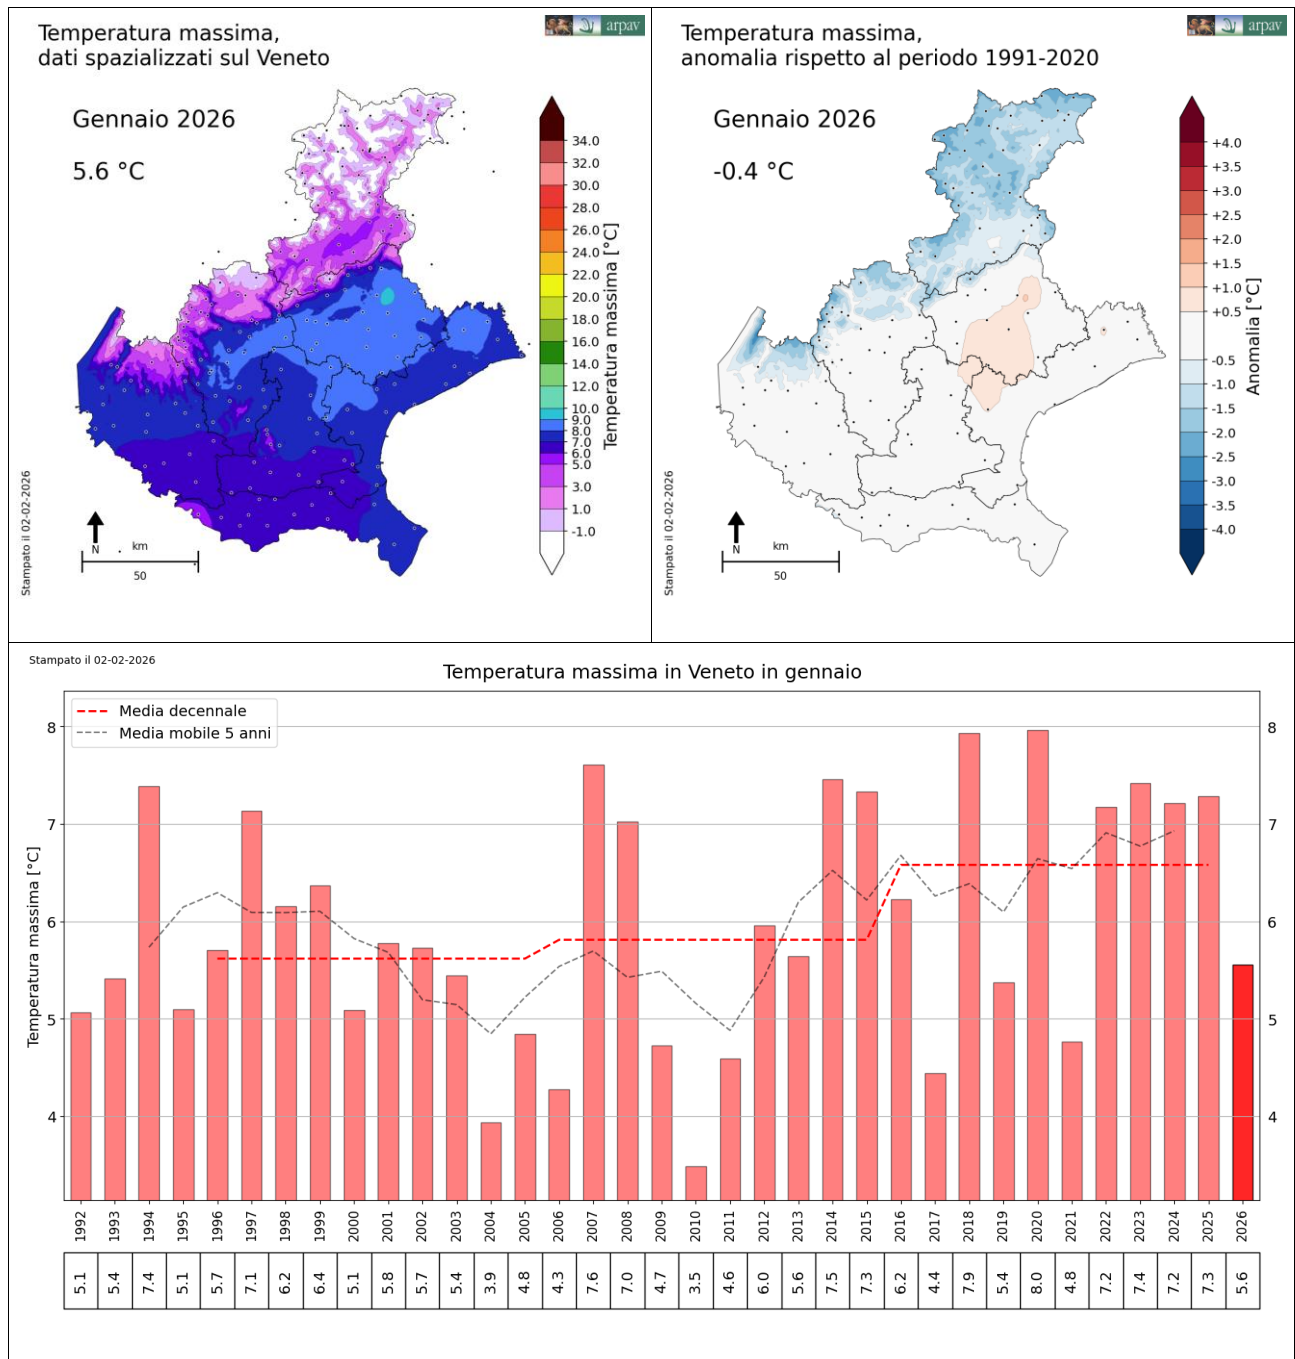 Temperatura massima,
dati spazializzati sul Veneto
arpav
Gennaio 2026
5.6 °C
34.0
32.0
30.0
28.0
26.0
24.0
22.0
20.0
18.0
16.0
14.0
12.0
10.0
9.0
8.0
7.0
6.0
5.0
3.0
1.0
-1.0
Temperatura massima [°C]
Stampato il 02-02-2026
N
km
50
Temperatura massima,
anomalia rispetto al periodo 1991-2020
arpav
Gennaio 2026
-0.4 °C
+4.0
+3.5
+3.0
+2.5
+2.0
+1.5
+1.0
+0.5
-0.5
-1.0
-1.5
-2.0
-2.5
-3.0
-3.5
-4.0
Anomalia [°C]
Stampato il 02-02-2026
N
km
50
Stampato il 02-02-2026
Temperatura massima in Veneto in gennaio
Media decennale
Media mobile 5 anni
Temperatura massima [°C]
8 8
7 7
6 6
5 5
4 4
1992 1993 1994 1995 1996 1997 1998 1999 2000 2001 2002 2003 2004 2005 2006 2007 2008 2009 2010 2011 2012 2013 2014 2015 2016 2017 2018 2019 2020 2021 2022 2023 2024 2025 2026
5.1 5.4 7.4 5.1 5.7 7.1 6.2 6.4 5.1 5.8 5.7 5.4 3.9 4.8 4.3 7.6 7.0 4.7 3.5 4.6 6.0 5.6 7.5 7.3 6.2 4.4 7.9 5.4 8.0 4.8 7.2 7.4 7.2 7.3 5.6